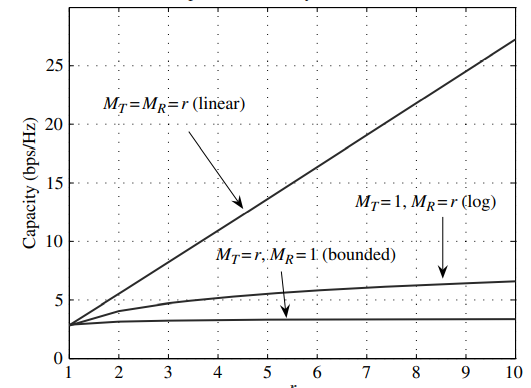 25
20
15
10
5
0
Capacity (bps/Hz)
M_T = M_R = r (linear)
M_T = 1, M_R = r (log)
M_T = r, M_R = 1 (bounded)
1 2 3 4 5 6 7 8 9 10